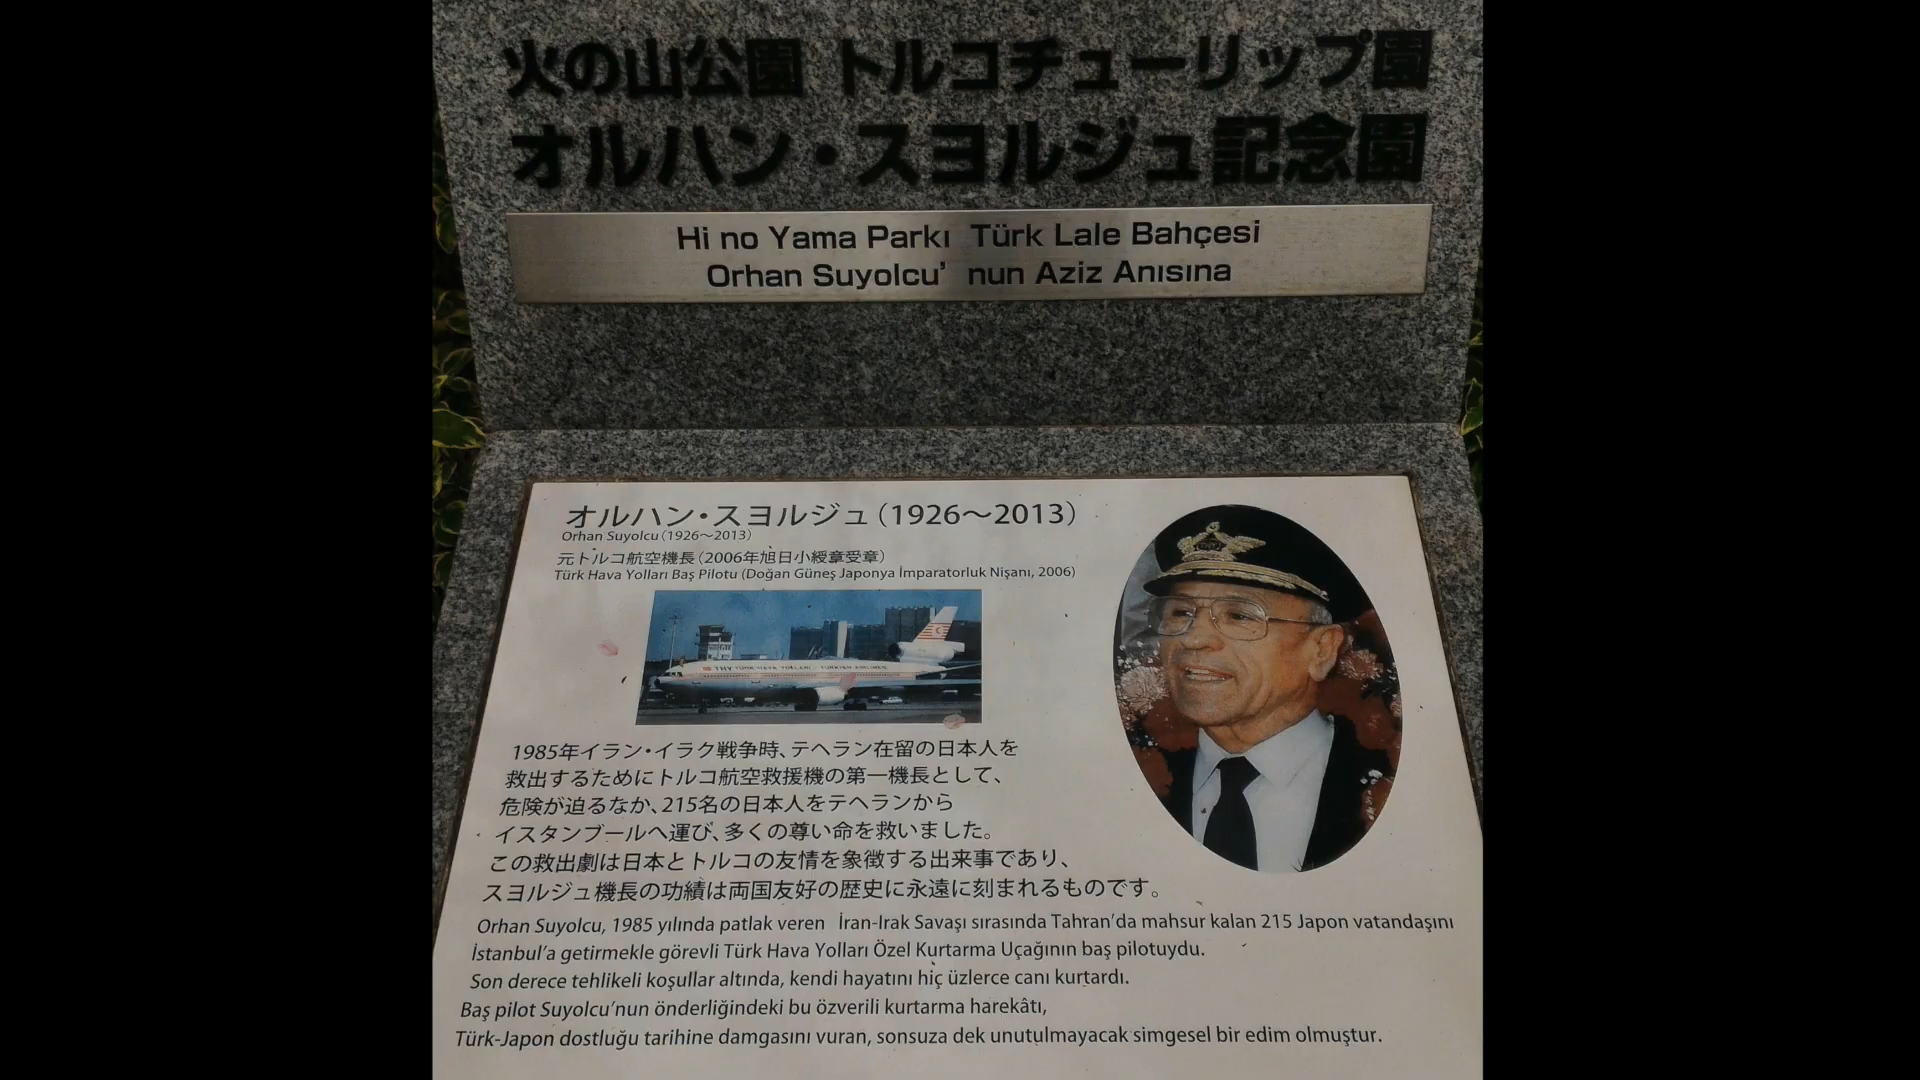 火の山公園 トルコチューリップ園
オルハン・スヨルジュ記念園
Hi no Yama Parkı Türk Lale Bahçesi
Orhan Suyolcu' nun Aziz Anısına
オルハン・スヨルジュ（1926～2013）
Orhan Suyolcu（1926～2013）
元トルコ航空機長（2006年旭日小綬章受章）
Türk Hava Yolları Baş Pilotu (Doğan Güneş Japonya İmparatorluk Nişanı, 2006)
THY TÜRK HAVA YOLLARI TURKISH AIRLINES
1985年イラン・イラク戦争時、テヘラン在留の日本人を
救出するためにトルコ航空救援機の第一機長として、
危険が迫るなか、215名の日本人をテヘランから
イスタンブールへ運び、多くの尊い命を救いました。
この救出劇は日本とトルコの友情を象徴する出来事であり、
スヨルジュ機長の功績は両国友好の歴史に永遠に刻まれるものです。
Orhan Suyolcu, 1985 yılında patlak veren İran-Irak Savaşı sırasında Tahran'da mahsur kalan 215 Japon vatandaşını
İstanbul'a getirmekle görevli Türk Hava Yolları Özel Kurtarma Uçağının baş pilotuydu.
Son derece tehlikeli koşullar altında, kendi hayatını hiç üzlerce canı kurtardı.
Baş pilot Suyolcu'nun önderliğindeki bu özverili kurtarma harekâtı,
Türk-Japon dostluğu tarihine damgasını vuran, sonsuza dek unutulmayacak simgesel bir edim olmuştur.